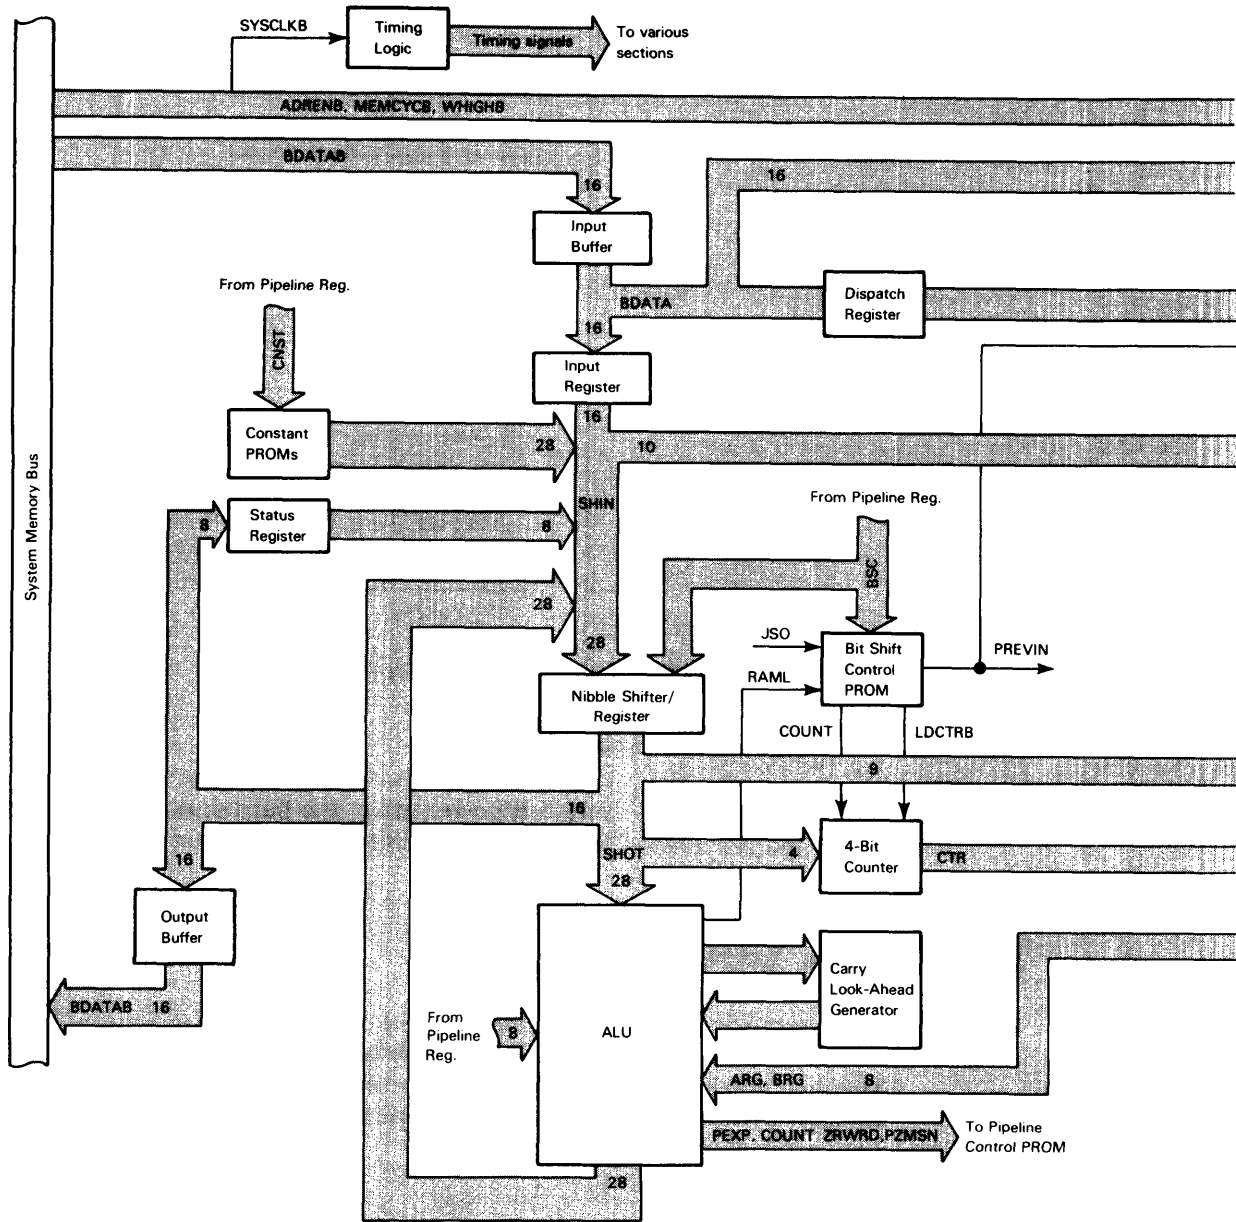 SYSCLKB
Timing
Logic
Timing signals
To various
sections
ADRENB, MEMCYCB, WHIGHB
BDATAB
16
16
Input
Buffer
From Pipeline Reg.
BDATA
Dispatch
Register
16
CNST
Input
Register
16
Constant
PROMs
28
10
System Memory Bus
SHIN
From Pipeline Reg.
8
Status
Register
8
BSC
28
28
JSO
Bit Shift
Control
PROM
PREVIN
RAML
Nibble Shifter/
Register
COUNT
LDCTRB
9
16
SHOT
4
4-Bit
Counter
CTR
16
28
Output
Buffer
Carry
Look-Ahead
Generator
BDATAB 16
From
Pipeline
Reg.
8
ALU
ARG, BRG 8
PEXP, COUNT ZRWRD,PZMSN
To Pipeline
Control PROM
28